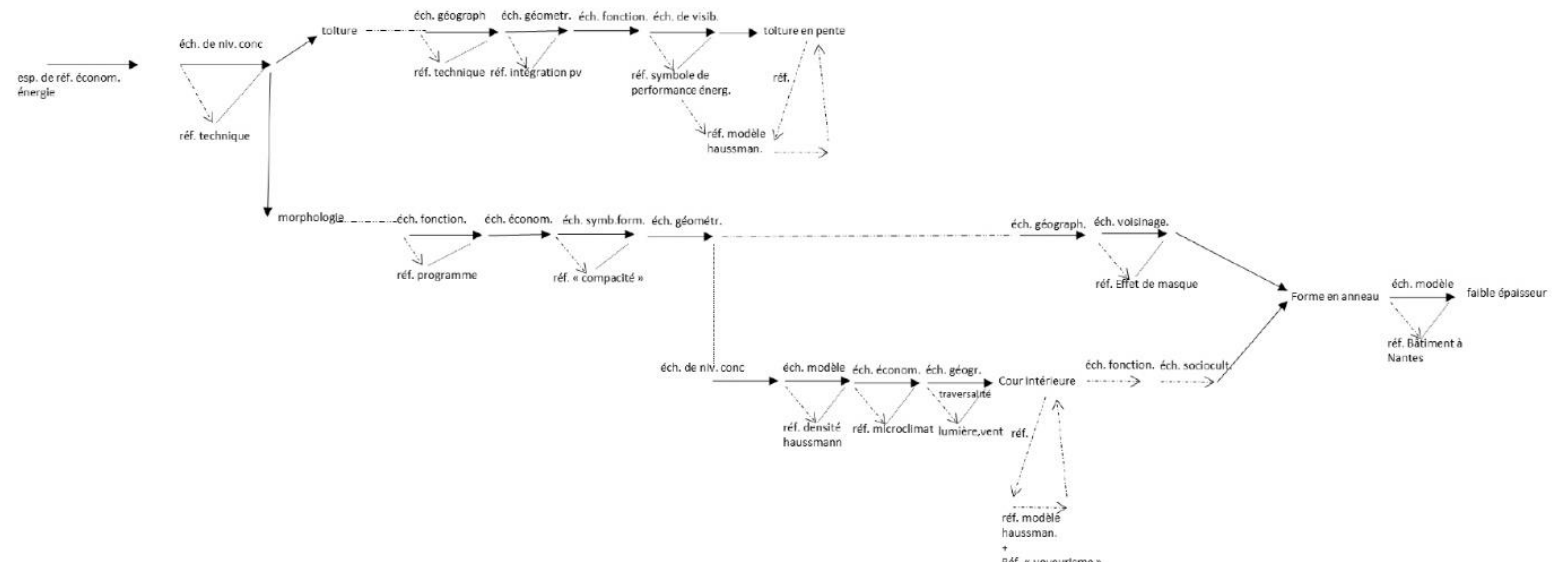 éch. géograph éch. géometr. éch. fonction. éch. de visib.
toiture
toiture en pente
éch. de niv. conc
esp. de réf. économ.
énergie
réf. technique réf. intégration pv
réf. symbole de
performance énerg.
réf.
réf. technique
réf. modèle
haussman.
morphologie
éch. fonction. éch. économ. éch. symb.form. éch. géométr.
éch. géograph. éch. voisinage.
réf. programme
réf. « compacité »
réf. Effet de masque
Forme en anneau
éch. modèle
faible épaisseur
réf. Bâtiment à
Nantes
éch. de niv. conc
éch. modèle éch. économ. éch. géogr.
traversalité
Cour intérieure
éch. fonction. éch. sociocult.
réf. densité
haussmann
réf. microclimat
lumière,vent
réf.
réf. modèle
haussman.
+